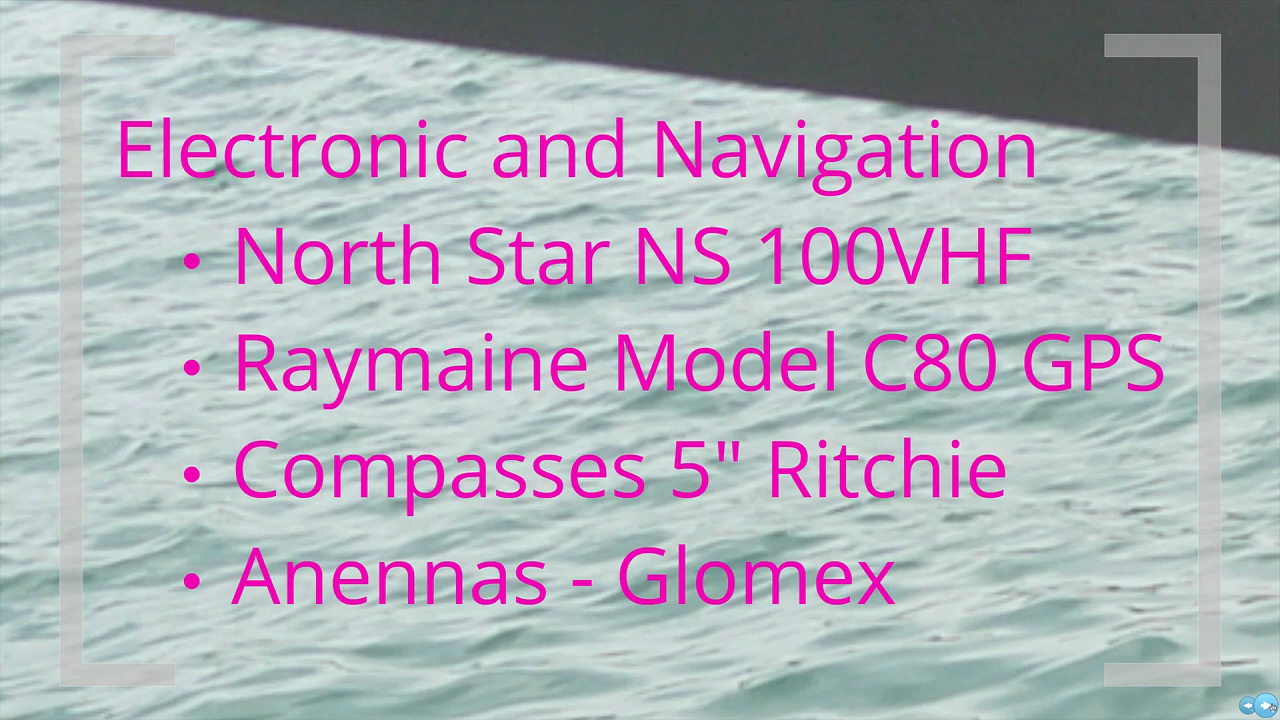 Electronic and Navigation
• North Star NS 100VHF
• Raymaine Model C80 GPS
• Compasses 5" Ritchie
• Anennas - Glomex